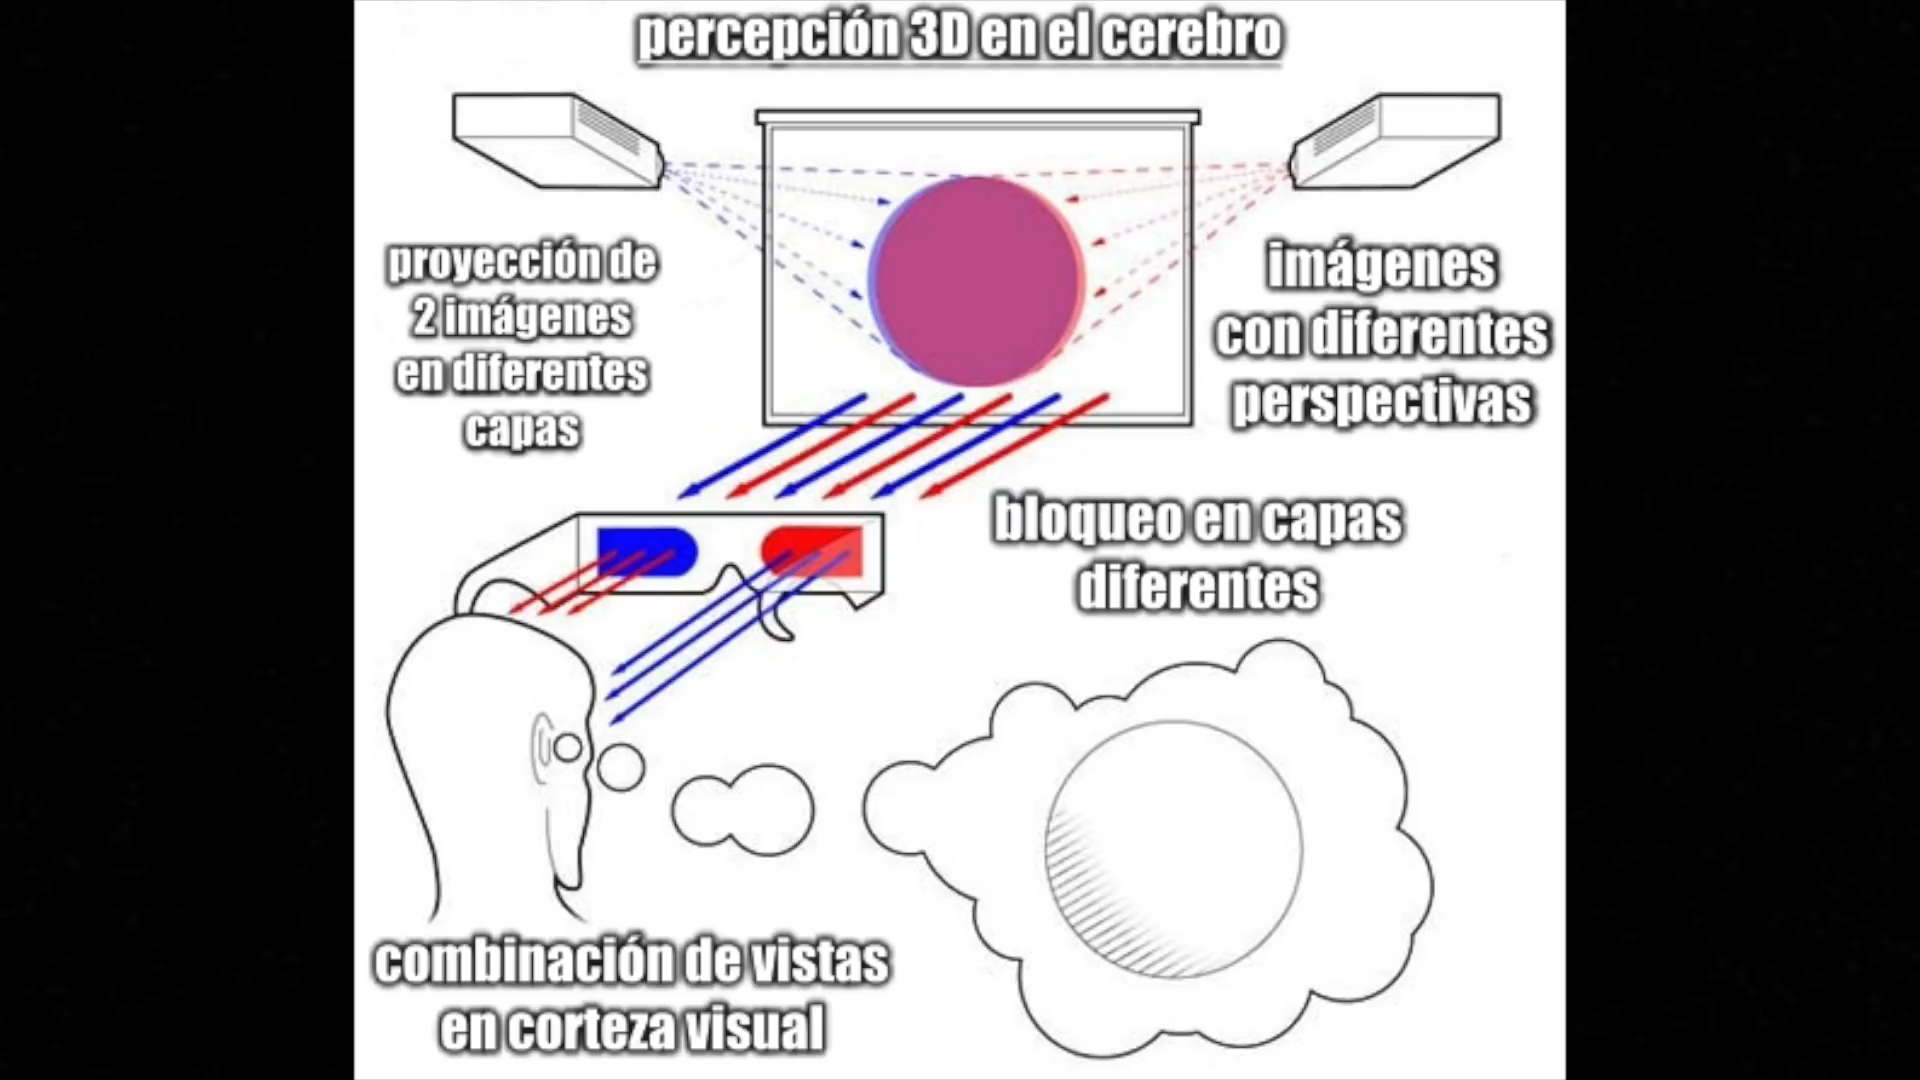 percepción 3D en el cerebro
proyección de
2 imágenes
en diferentes
capas
imágenes
con diferentes
perspectivas
bloqueo en capas
diferentes
combinación de vistas
en corteza visual